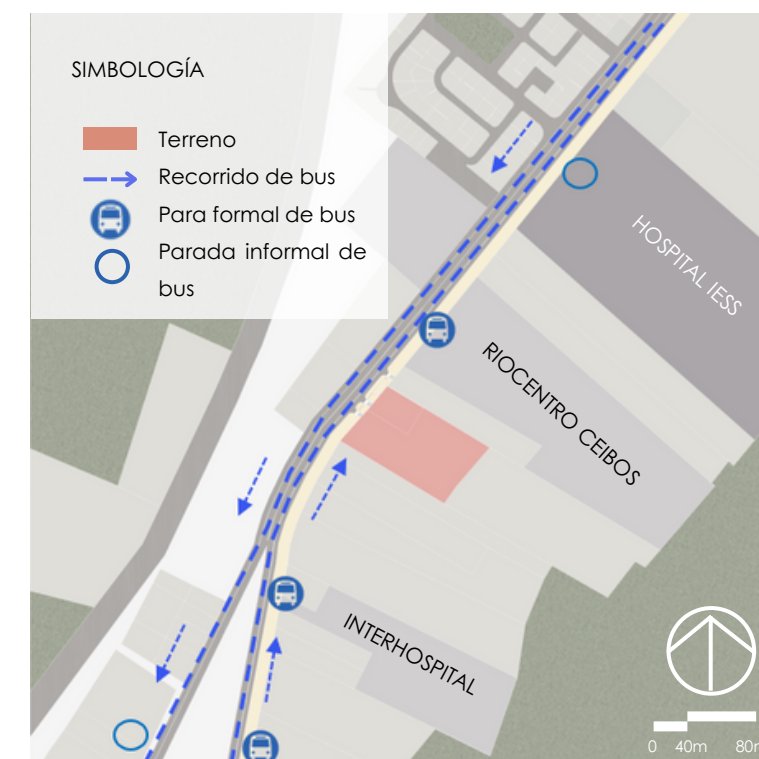 SIMBOLOGÍA
Terreno
Recorrido de bus
Para formal de bus
Parada informal de
bus
HOSPITAL IESS
RIOCENTRO CEIBOS
INTERHOSPITAL
0 40m 80m